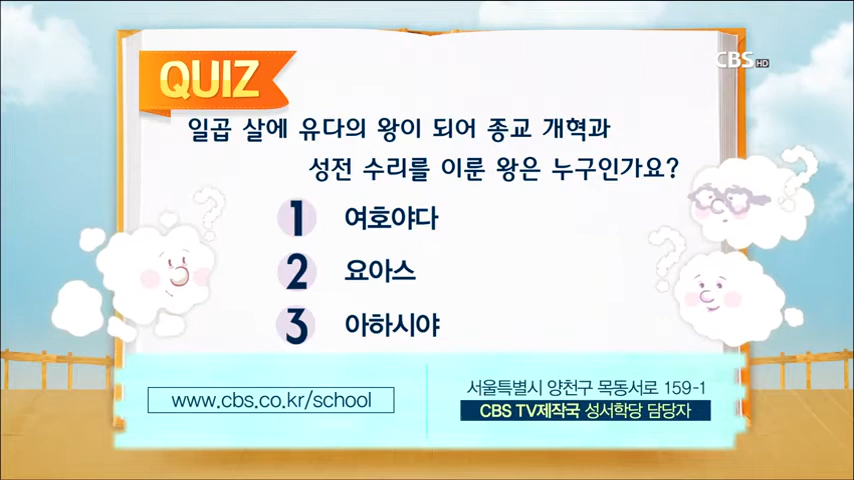 CBS HD
QUIZ
일곱 살에 유다의 왕이 되어 종교 개혁과
성전 수리를 이룬 왕은 누구인가요?
1 여호야다
2 요아스
3 아하시야
www.cbs.co.kr/school
서울특별시 양천구 목동서로 159-1
CBS TV제작국 성서학당 담당자